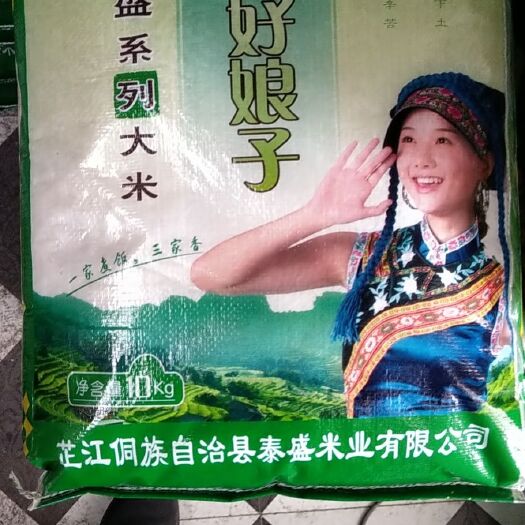 盛系列大米
好娘子
一家煮饭。三家香
净含量10Kg
芷江侗族自治县泰盛米业有限公司